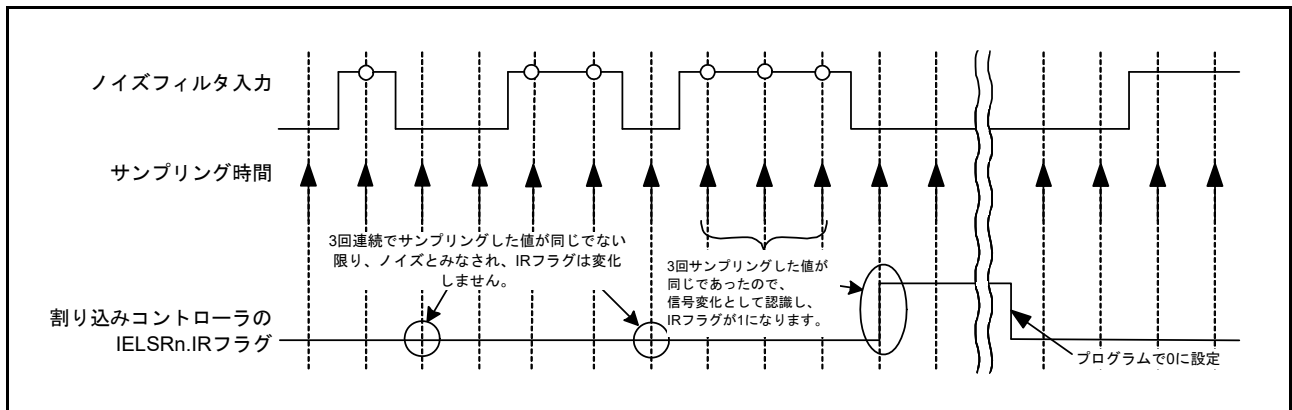 ノイズフィルタ入力
サンプリング時間
3回連続でサンプリングした値が同じでない
限り、ノイズとみなされ、IRフラグは変化
しません。
3回サンプリングした値が
同じであったので、
信号変化として認識し、
IRフラグが1になります。
割り込みコントローラの
IELSRn.IRフラグ
プログラムで0に設定